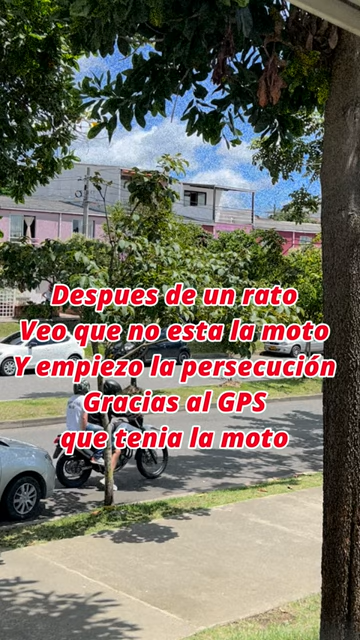 Despues de un rato
Veo que no esta la moto
Y empiezo la persecución
Gracias al GPS
que tenia la moto